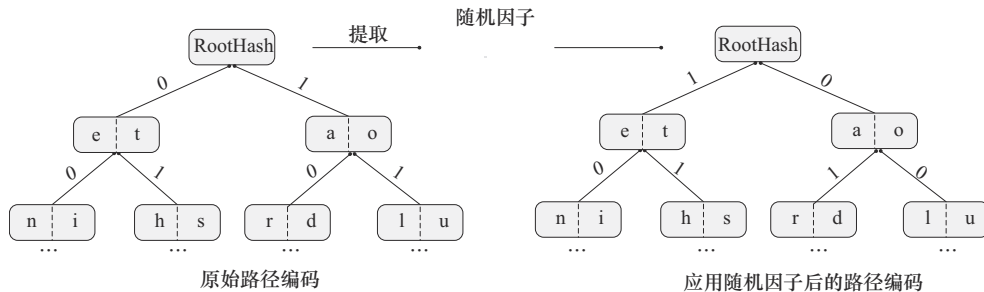 随机因子
提取
RootHash RootHash
0 1 1 0
e t a o e t a o
0 1 0 1 0 1 1 0
n i h s r d l u n i h s r d l u
... ... ... ... ... ... ... ...
原始路径编码 应用随机因子后的路径编码